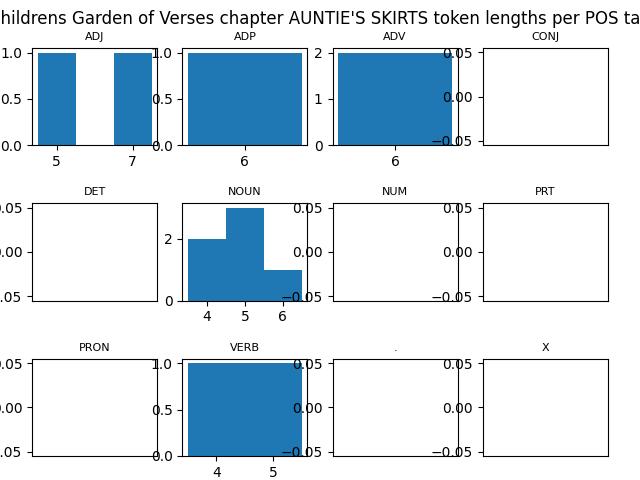 hildrens Garden of Verses chapter AUNTIE'S SKIRTS token lengths per POS ta
ADJ ADP ADV CONJ
1.0 1.0 2 0.05
0.5 0.5 1 0.00
0.0 0.0 0 −0.05
5 7 6 6
DET NOUN NUM PRT
0.05 2 0.05 0.05
0.00 0.00 0.00
.05 0 −0.05 −0.05
4 5 6
PRON VERB . X
0.05 1.0 0.05 0.05
0.00 0.5 0.00 0.00
.05 0.0 −0.05 −0.05
4 5